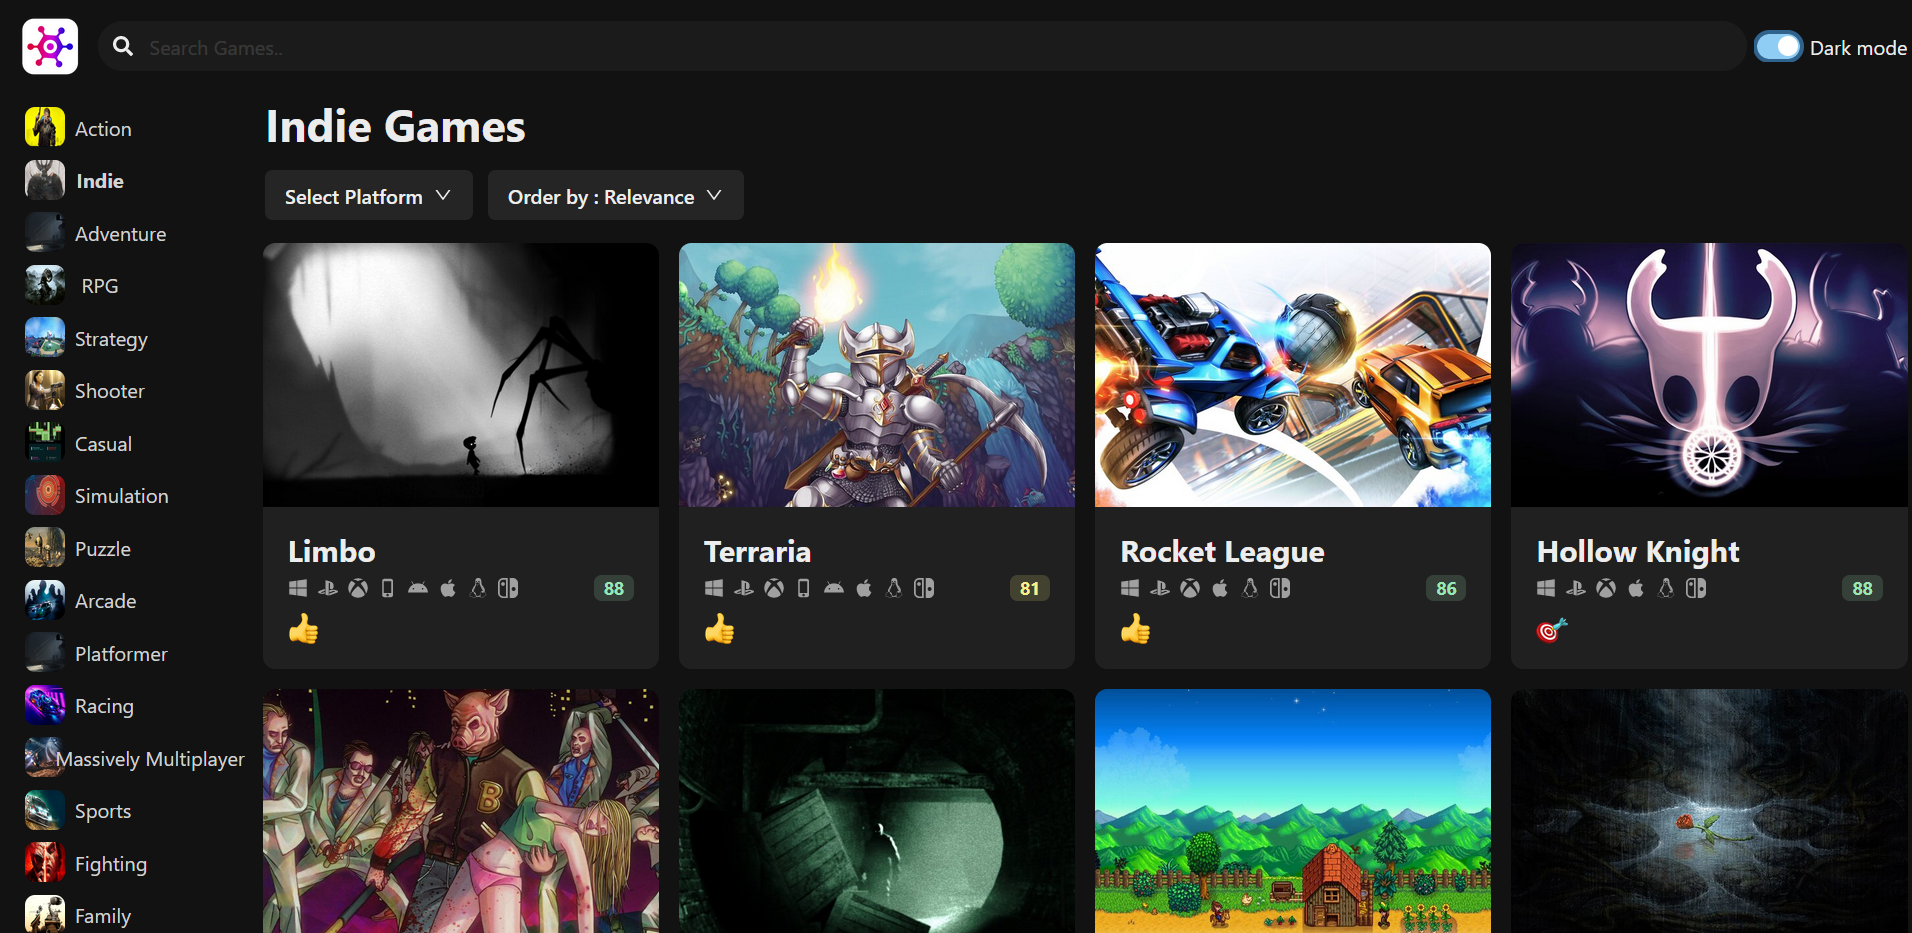 Search Games..
Dark mode
Action
Indie
Adventure
RPG
Strategy
Shooter
Casual
Simulation
Puzzle
Arcade
Platformer
Racing
Massively Multiplayer
Sports
Fighting
Family
Indie Games
Select Platform
Order by : Relevance
Limbo
88
Terraria
81
Rocket League
86
Hollow Knight
88
B